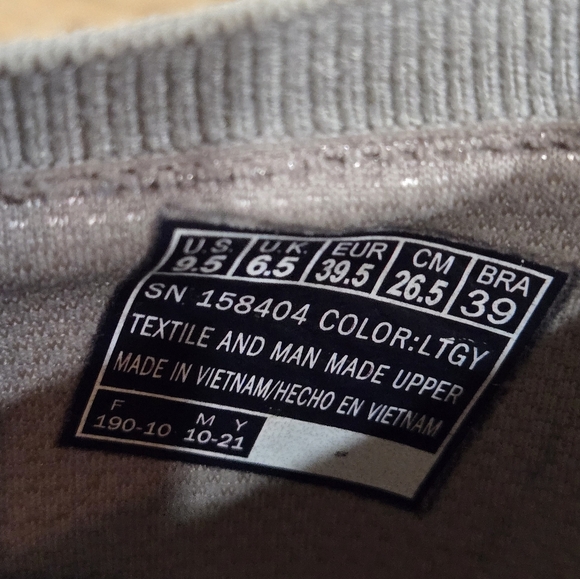 U.S. U.K. EUR CM BRA
9.5 6.5 39.5 26.5 39
SN 158404 COLOR:LTGY
TEXTILE AND MAN MADE UPPER
MADE IN VIETNAM/HECHO EN VIETNAM
F M Y
190-10 10-21